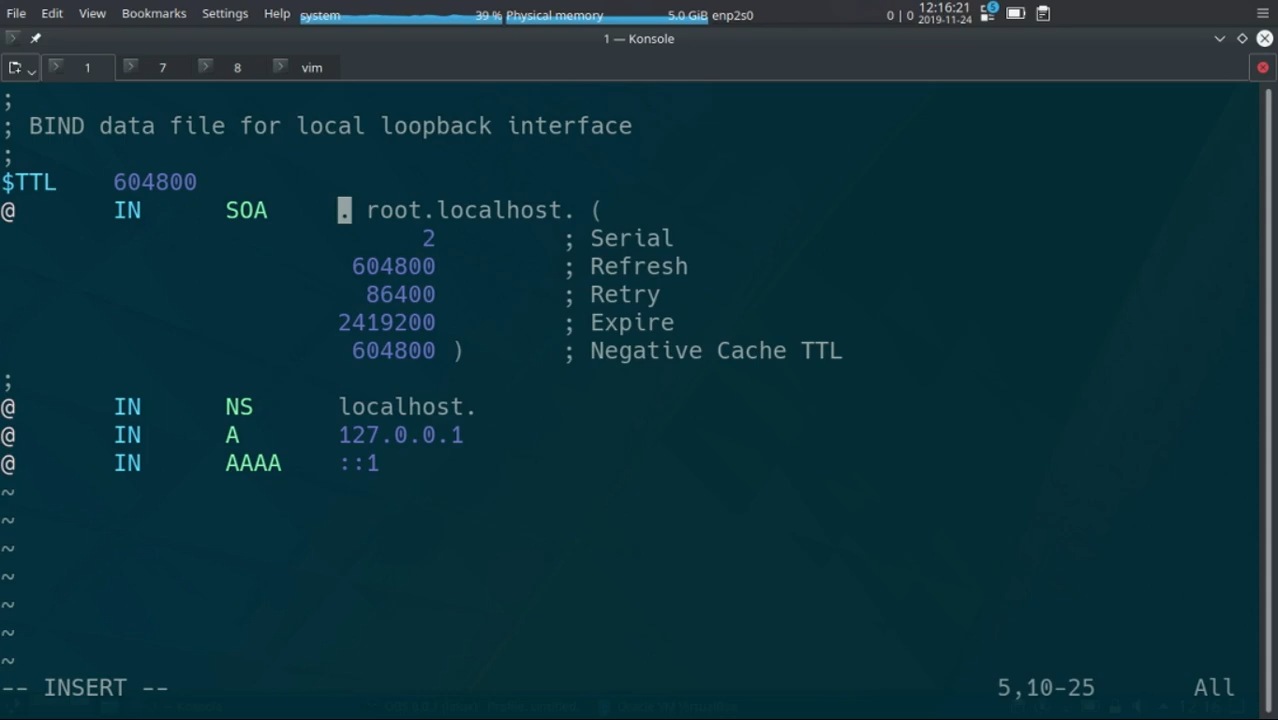 File Edit View Bookmarks Settings Help system 39 % Physical memory 5.0 GiB enp2s0 0 | 0 12:16:21 5
2019-11-24
1 — Konsole
1 7 8 vim
;
; BIND data file for local loopback interface
;
$TTL 604800
@ IN SOA . root.localhost. (
2 ; Serial
604800 ; Refresh
86400 ; Retry
2419200 ; Expire
604800 ) ; Negative Cache TTL
;
@ IN NS localhost.
@ IN A 127.0.0.1
@ IN AAAA ::1
~
~
~
~
~
~
~
-- INSERT -- 5,10-25 All